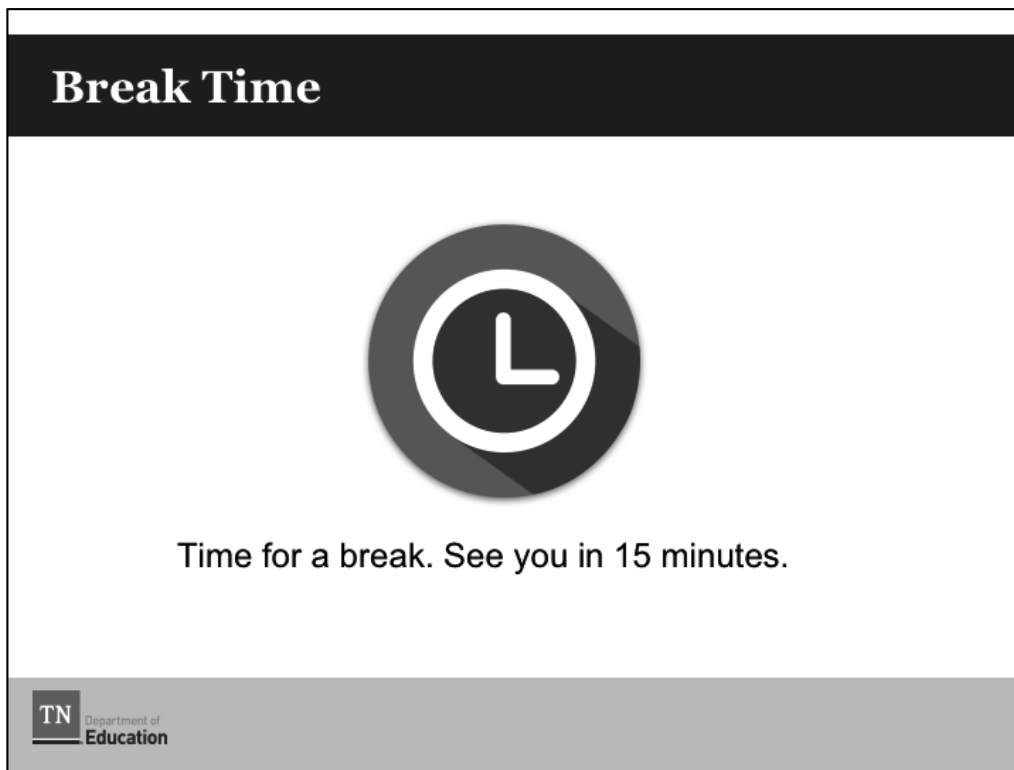 Break Time
Time for a break. See you in 15 minutes.
TN
Department of
Education